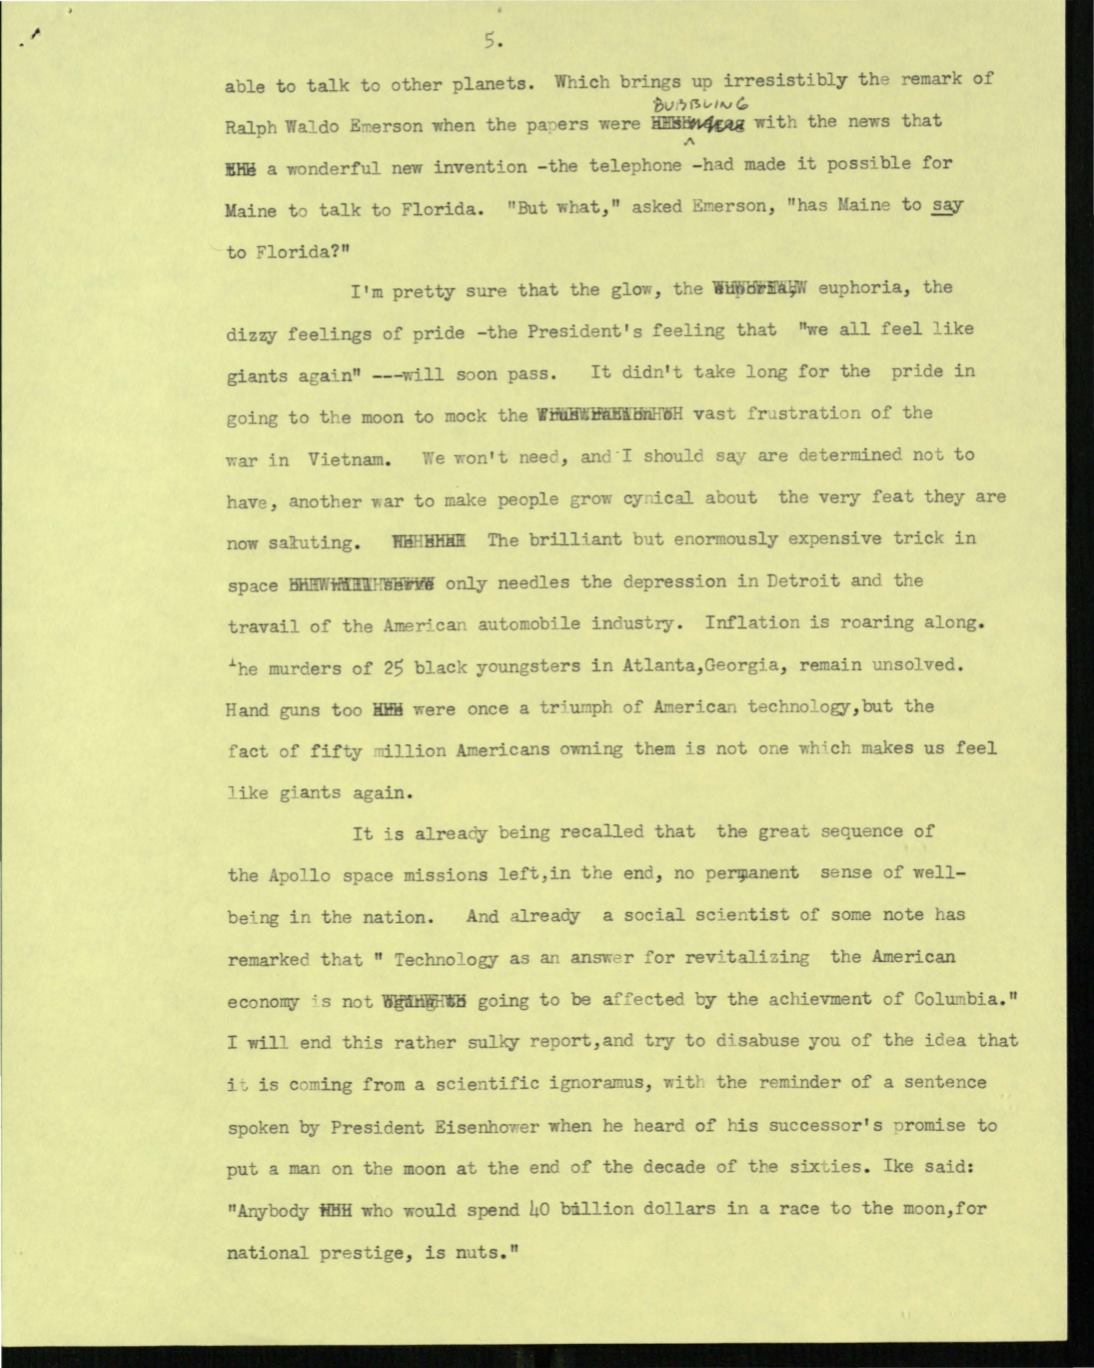 5.
able to talk to other planets. Which brings up irresistibly the remark of
BUBBLING
Ralph Waldo Emerson when the papers were with the news that
a wonderful new invention -the telephone -had made it possible for
Maine to talk to Florida. "But what," asked Emerson, "has Maine to say
to Florida?"
I'm pretty sure that the glow, the euphoria, the
dizzy feelings of pride -the President's feeling that "we all feel like
giants again" ---will soon pass. It didn't take long for the pride in
going to the moon to mock the vast frustration of the
war in Vietnam. We won't need, and I should say are determined not to
have, another war to make people grow cynical about the very feat they are
now saluting. The brilliant but enormously expensive trick in
space only needles the depression in Detroit and the
travail of the American automobile industry. Inflation is roaring along.
The murders of 25 black youngsters in Atlanta,Georgia, remain unsolved.
Hand guns too were once a triumph of American technology,but the
fact of fifty million Americans owning them is not one which makes us feel
like giants again.
It is already being recalled that the great sequence of
the Apollo space missions left,in the end, no permanent sense of well-
being in the nation. And already a social scientist of some note has
remarked that " Technology as an answer for revitalizing the American
economy is not going to be affected by the achievment of Columbia."
I will end this rather sulky report,and try to disabuse you of the idea that
it is coming from a scientific ignoramus, with the reminder of a sentence
spoken by President Eisenhower when he heard of his successor's promise to
put a man on the moon at the end of the decade of the sixties. Ike said:
"Anybody who would spend 40 billion dollars in a race to the moon,for
national prestige, is nuts."